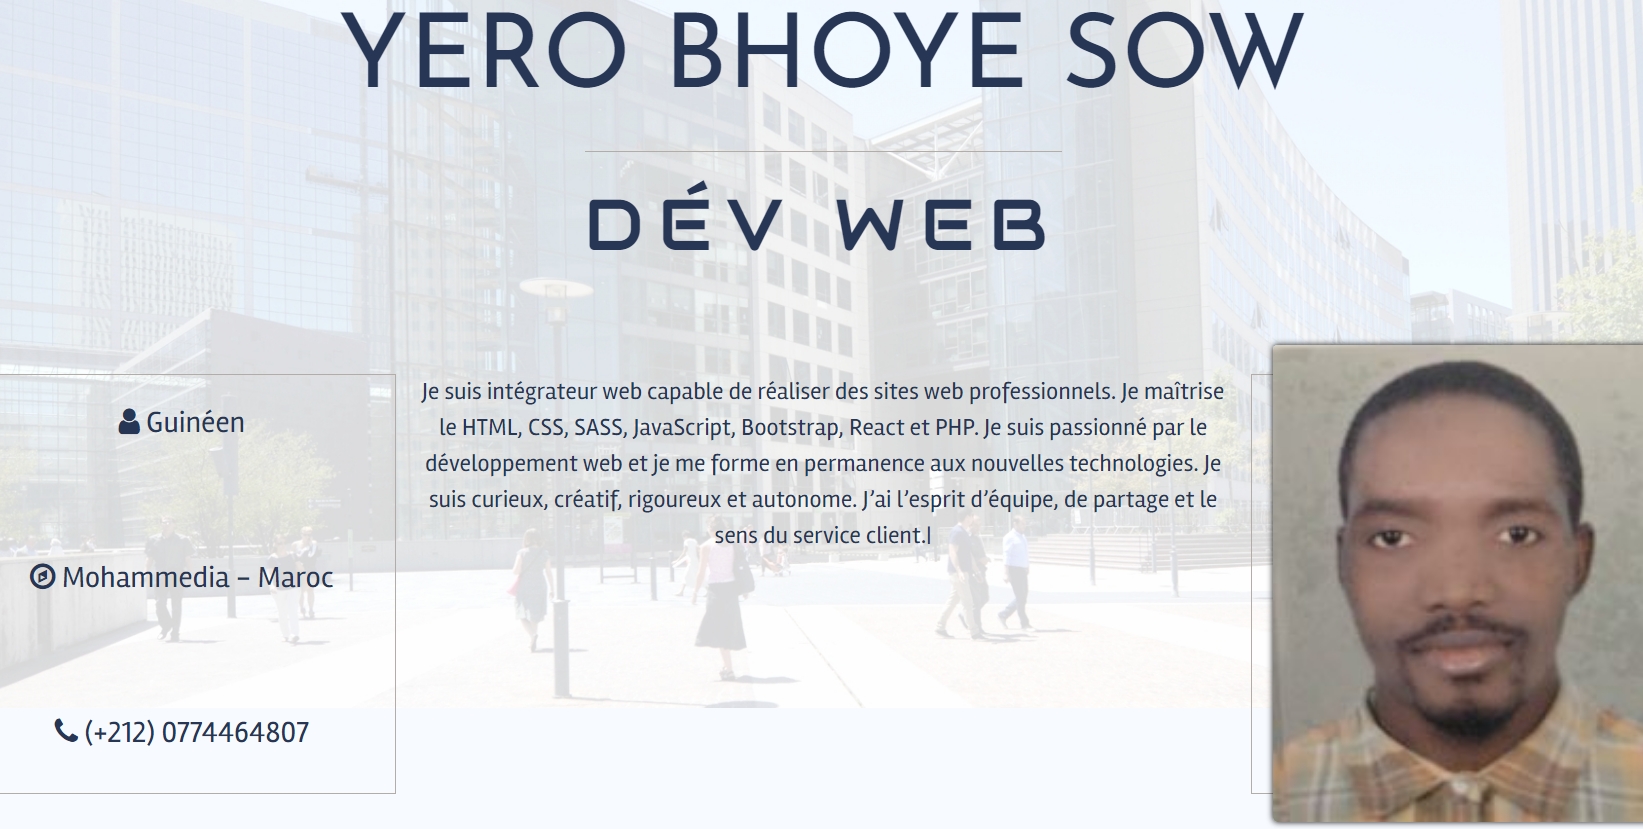 YERO BHOYE SOW
DÉV WEB
Guinéen
Mohammedia – Maroc
(+212) 0774464807
Je suis intégrateur web capable de réaliser des sites web professionnels. Je maîtrise
le HTML, CSS, SASS, JavaScript, Bootstrap, React et PHP. Je suis passionné par le
développement web et je me forme en permanence aux nouvelles technologies. Je
suis curieux, créatif, rigoureux et autonome. J’ai l’esprit d’équipe, de partage et le
sens du service client.|